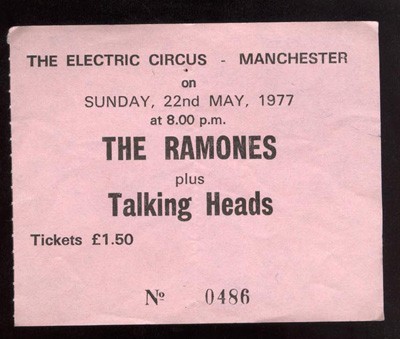 THE ELECTRIC CIRCUS - MANCHESTER
on
SUNDAY, 22nd MAY, 1977
at 8.00 p.m.
THE RAMONES
plus
Talking Heads
Tickets £1.50
No 0486